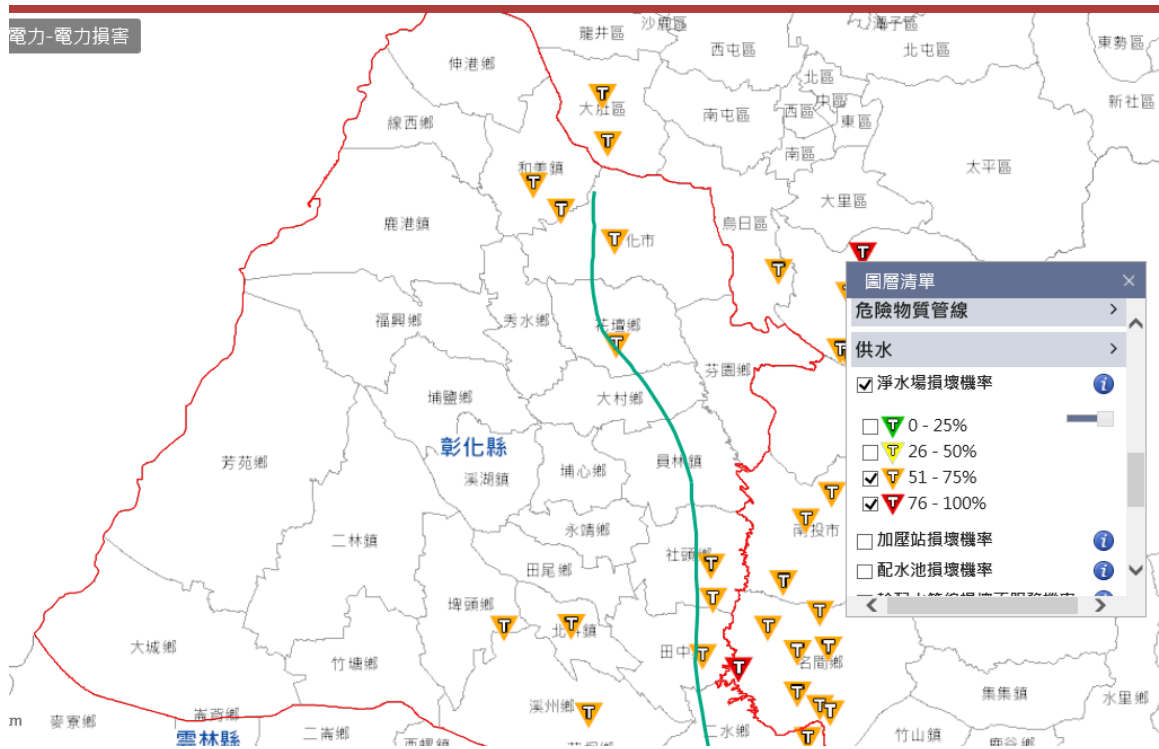 電力-電力損害
沙鹿區
潭子區
龍井區
西屯區
北屯區
東勢區
伸港鄉
北區
新社區
大肚區
南屯區
西區
中區
東區
線西鄉
南區
和美鎮
太平區
大里區
鹿港鎮
烏日區
化市
福興鄉
秀水鄉
花壇鄉
芬園鄉
埔鹽鄉
大村鄉
彰化縣
芳苑鄉
員林鎮
溪湖鎮
埔心鄉
永靖鄉
南投市
二林鎮
社頭鄉
田尾鄉
埤頭鄉
北斗鎮
大城鄉
竹塘鄉
田中
名間鄉
溪州鄉
集集鎮
水里鄉
m
麥寮鄉
崙背鄉
雲林縣
二崙鄉
西螺鎮
二水鄉
竹山鎮
鹿谷鄉
圖層清單 ×
危險物質管線 >
供水 >
淨水場損壞機率 i
T 0 - 25%
T 26 - 50%
T 51 - 75%
T 76 - 100%
加壓站損壞機率 i
配水池損壞機率 i